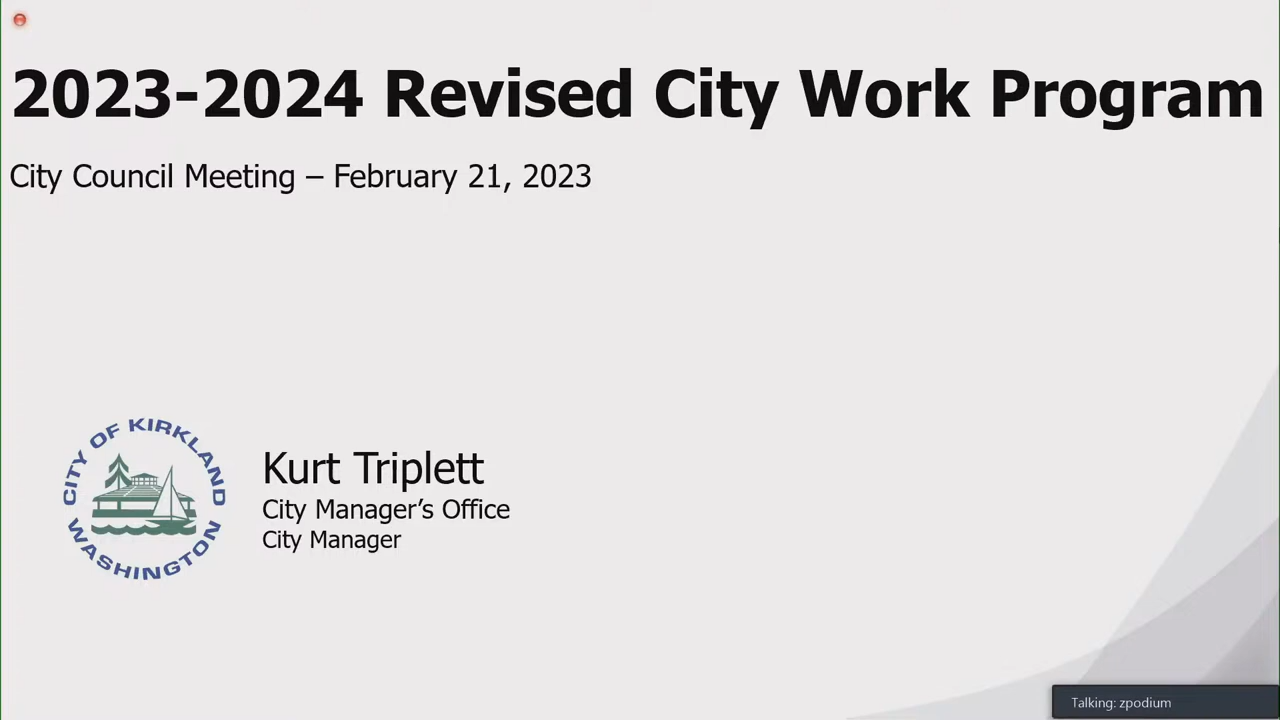 2023-2024 Revised City Work Program
City Council Meeting – February 21, 2023
CITY OF KIRKLAND
WASHINGTON
Kurt Triplett
City Manager’s Office
City Manager
Talking: zpodium